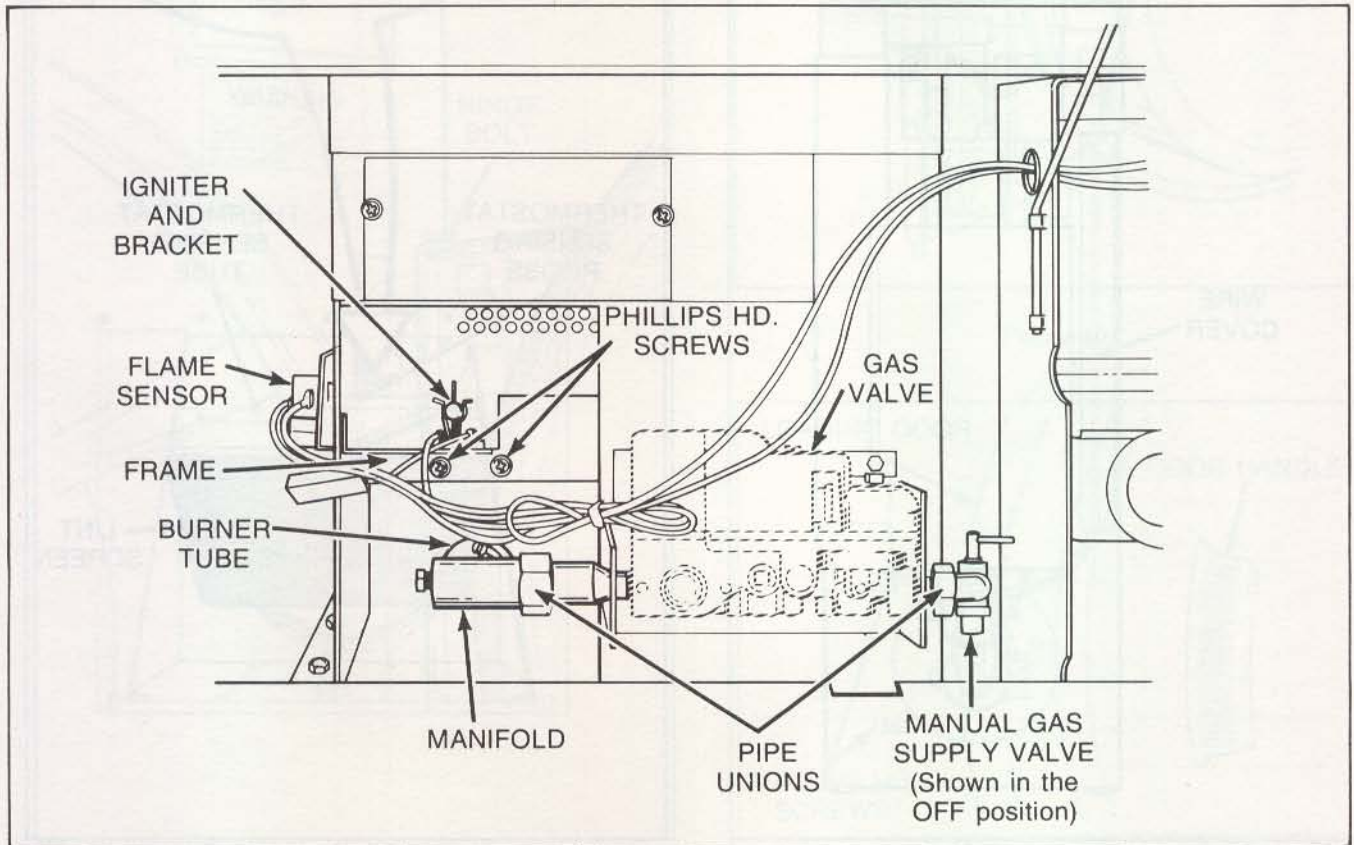 IGNITER
AND
BRACKET
PHILLIPS HD.
SCREWS
FLAME
SENSOR
GAS
VALVE
FRAME
BURNER
TUBE
MANIFOLD
PIPE
UNIONS
MANUAL GAS
SUPPLY VALVE
(Shown in the
OFF position)